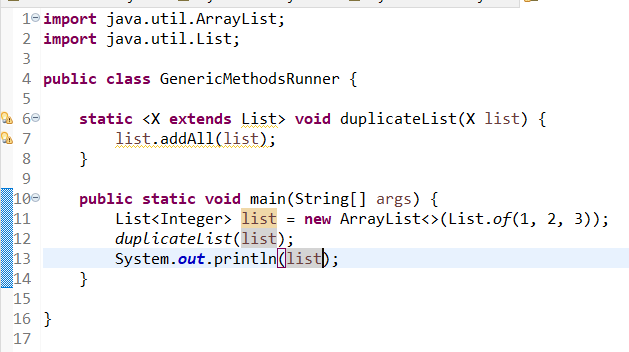 1 import java.util.ArrayList;
2 import java.util.List;
3
4 public class GenericMethodsRunner {
5
6     static <X extends List> void duplicateList(X list) {
7         list.addAll(list);
8     }
9
10     public static void main(String[] args) {
11         List<Integer> list = new ArrayList<>(List.of(1, 2, 3));
12         duplicateList(list);
13         System.out.println(list);
14     }
15
16 }
17